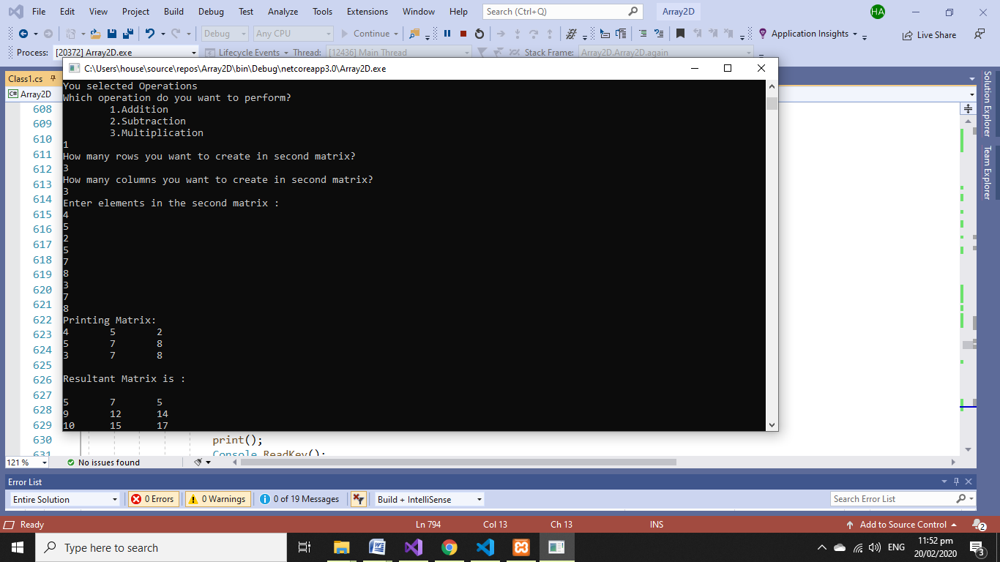 File Edit View Project Build Debug Test Analyze Tools Extensions Window Help Search (Ctrl+Q) Array2D HA
Debug Any CPU Continue Application Insights Live Share
Process: [20372] Array2D.exe Lifecycle Events Thread: [12436] Main Thread Stack Frame: Array2D.Array2D.again
C:\Users\house\source\repos\Array2D\bin\Debug\netcoreapp3.0\Array2D.exe
Class1.cs
C# Array2D
You selected Operations
Which operation do you want to perform?
1.Addition
2.Subtraction
3.Multiplication
1
How many rows you want to create in second matrix?
3
How many columns you want to create in second matrix?
3
Enter elements in the second matrix :
4
5
2
5
7
8
3
7
8
Printing Matrix:
4 5 2
5 7 8
3 7 8
Resultant Matrix is :
5 7 5
9 12 14
10 15 17
608
609
610
611
612
613
614
615
616
617
618
619
620
621
622
623
624
625
626
627
628
629
630 print();
631 Console.ReadKey();
Solution Explorer
Team Explorer
121 % No issues found
Error List
Entire Solution 0 Errors 0 Warnings 0 of 19 Messages Build + IntelliSense Search Error List
Ready Ln 794 Col 13 Ch 13 INS Add to Source Control 2
Type here to search ENG 11:52 pm
20/02/2020 3